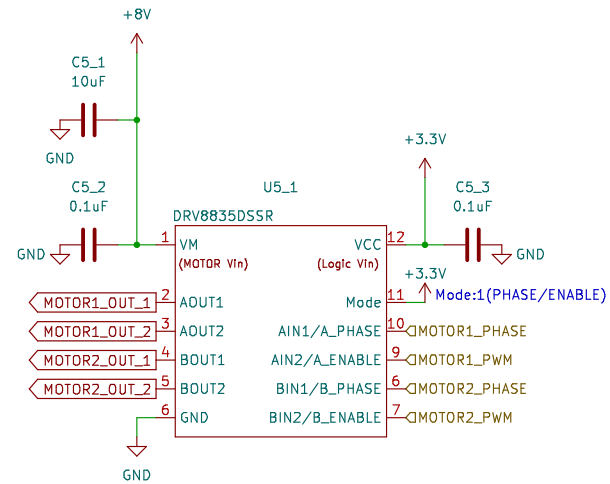 +8V
C5_1
10uF
GND
+3.3V
C5_2
0.1uF
U5_1
C5_3
0.1uF
DRV8835DSSR
GND
1
VM
(MOTOR Vin)
VCC
(Logic Vin)
12
GND
+3.3V
MOTOR1_OUT_1
2
AOUT1
Mode
11
Mode:1(PHASE/ENABLE)
MOTOR1_OUT_2
3
AOUT2
AIN1/A_PHASE
10
MOTOR1_PHASE
MOTOR2_OUT_1
4
BOUT1
AIN2/A_ENABLE
9
MOTOR1_PWM
MOTOR2_OUT_2
5
BOUT2
BIN1/B_PHASE
6
MOTOR2_PHASE
6
GND
BIN2/B_ENABLE
7
MOTOR2_PWM
GND